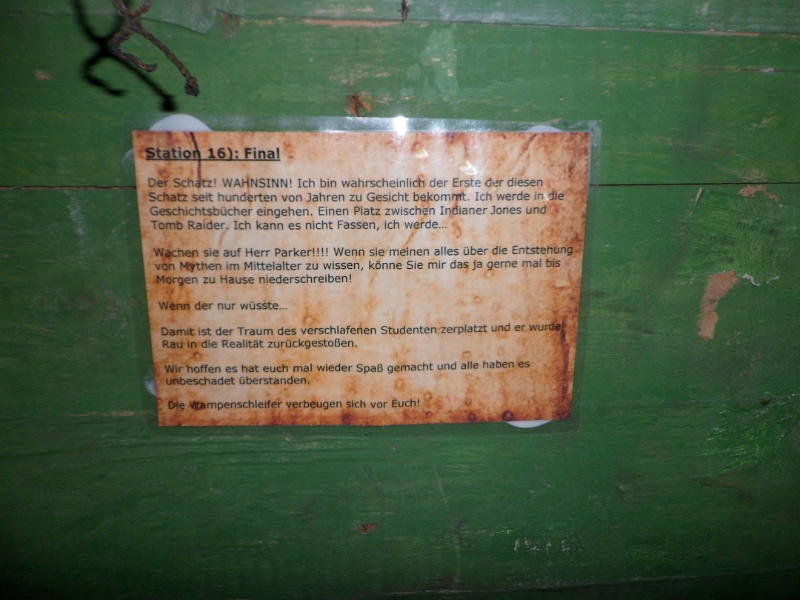 Station 16): Final
Der Schatz! WAHNSINN! Ich bin wahrscheinlich der Erste der diesen
Schatz seit hunderten von Jahren zu Gesicht bekommt. Ich werde in die
Geschichtsbücher eingehen. Einen Platz zwischen Indianer Jones und
Tomb Raider. Ich kann es nicht Fassen, ich werde…
Wachen sie auf Herr Parker!!!! Wenn sie meinen alles über die Entstehung
von Mythen im Mittelalter zu wissen, könne Sie mir das ja gerne mal bis
Morgen zu Hause niederschreiben!
Wenn der nur wüsste…
Damit ist der Traum des verschlafenen Studenten zerplatzt und er wurde
Rau in die Realität zurückgestoßen.
Wir hoffen es hat euch mal wieder Spaß gemacht und alle haben es
unbeschadet überstanden.
Die Wampenschleifer verbeugen sich vor Euch!